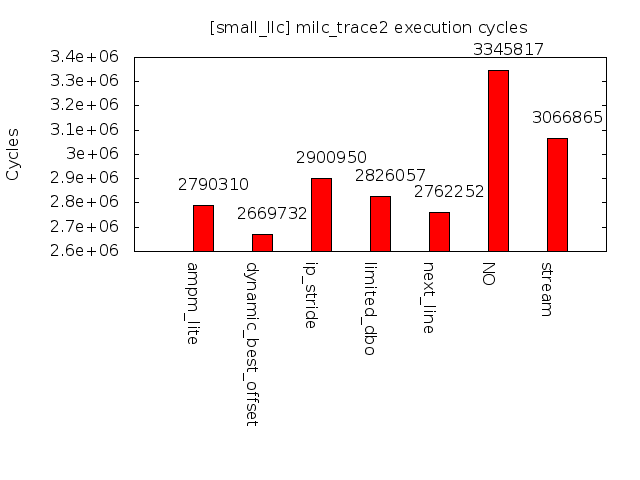 [small_llc] milc_trace2 execution cycles
Cycles
3.4e+06
3.3e+06
3.2e+06
3.1e+06
3e+06
2.9e+06
2.8e+06
2.7e+06
2.6e+06
2790310
2669732
2900950
2826057
2762252
3345817
3066865
ampm_lite
dynamic_best_offset
ip_stride
limited_dbo
next_line
NO
stream